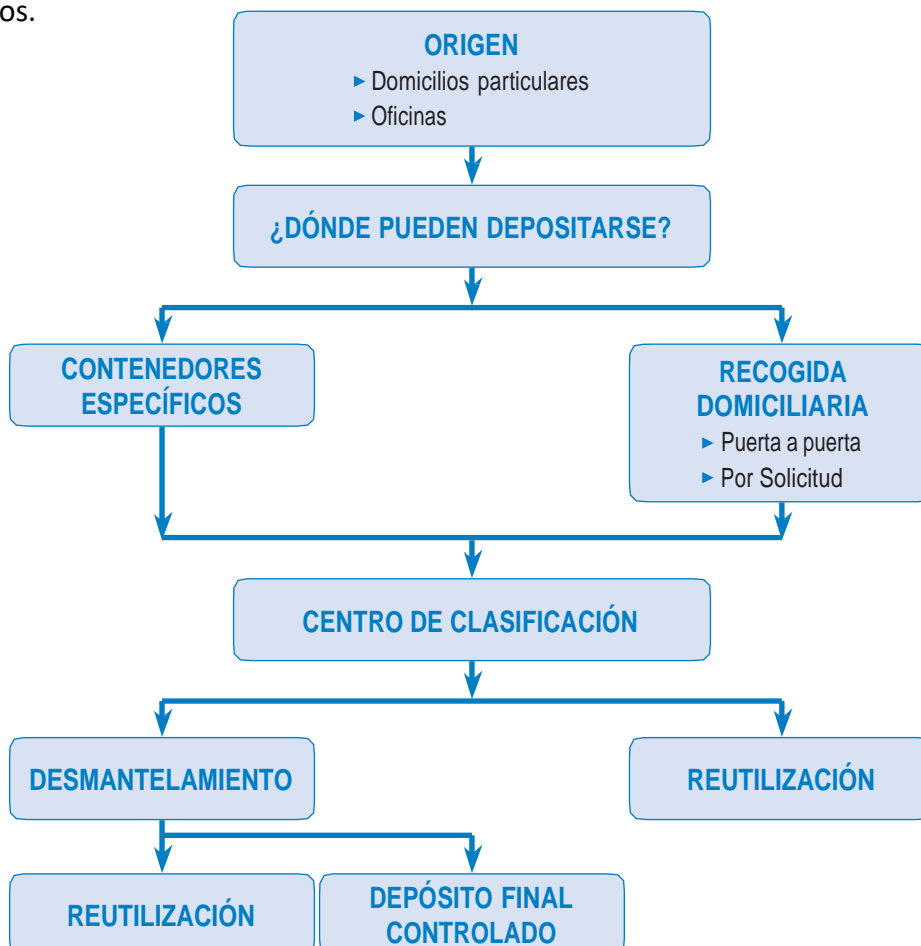 os.
ORIGEN
► Domicilios particulares
► Oficinas
¿DÓNDE PUEDEN DEPOSITARSE?
CONTENEDORES
ESPECÍFICOS
RECOGIDA
DOMICILIARIA
► Puerta a puerta
► Por Solicitud
CENTRO DE CLASIFICACIÓN
DESMANTELAMIENTO
REUTILIZACIÓN
REUTILIZACIÓN
DEPÓSITO FINAL
CONTROLADO